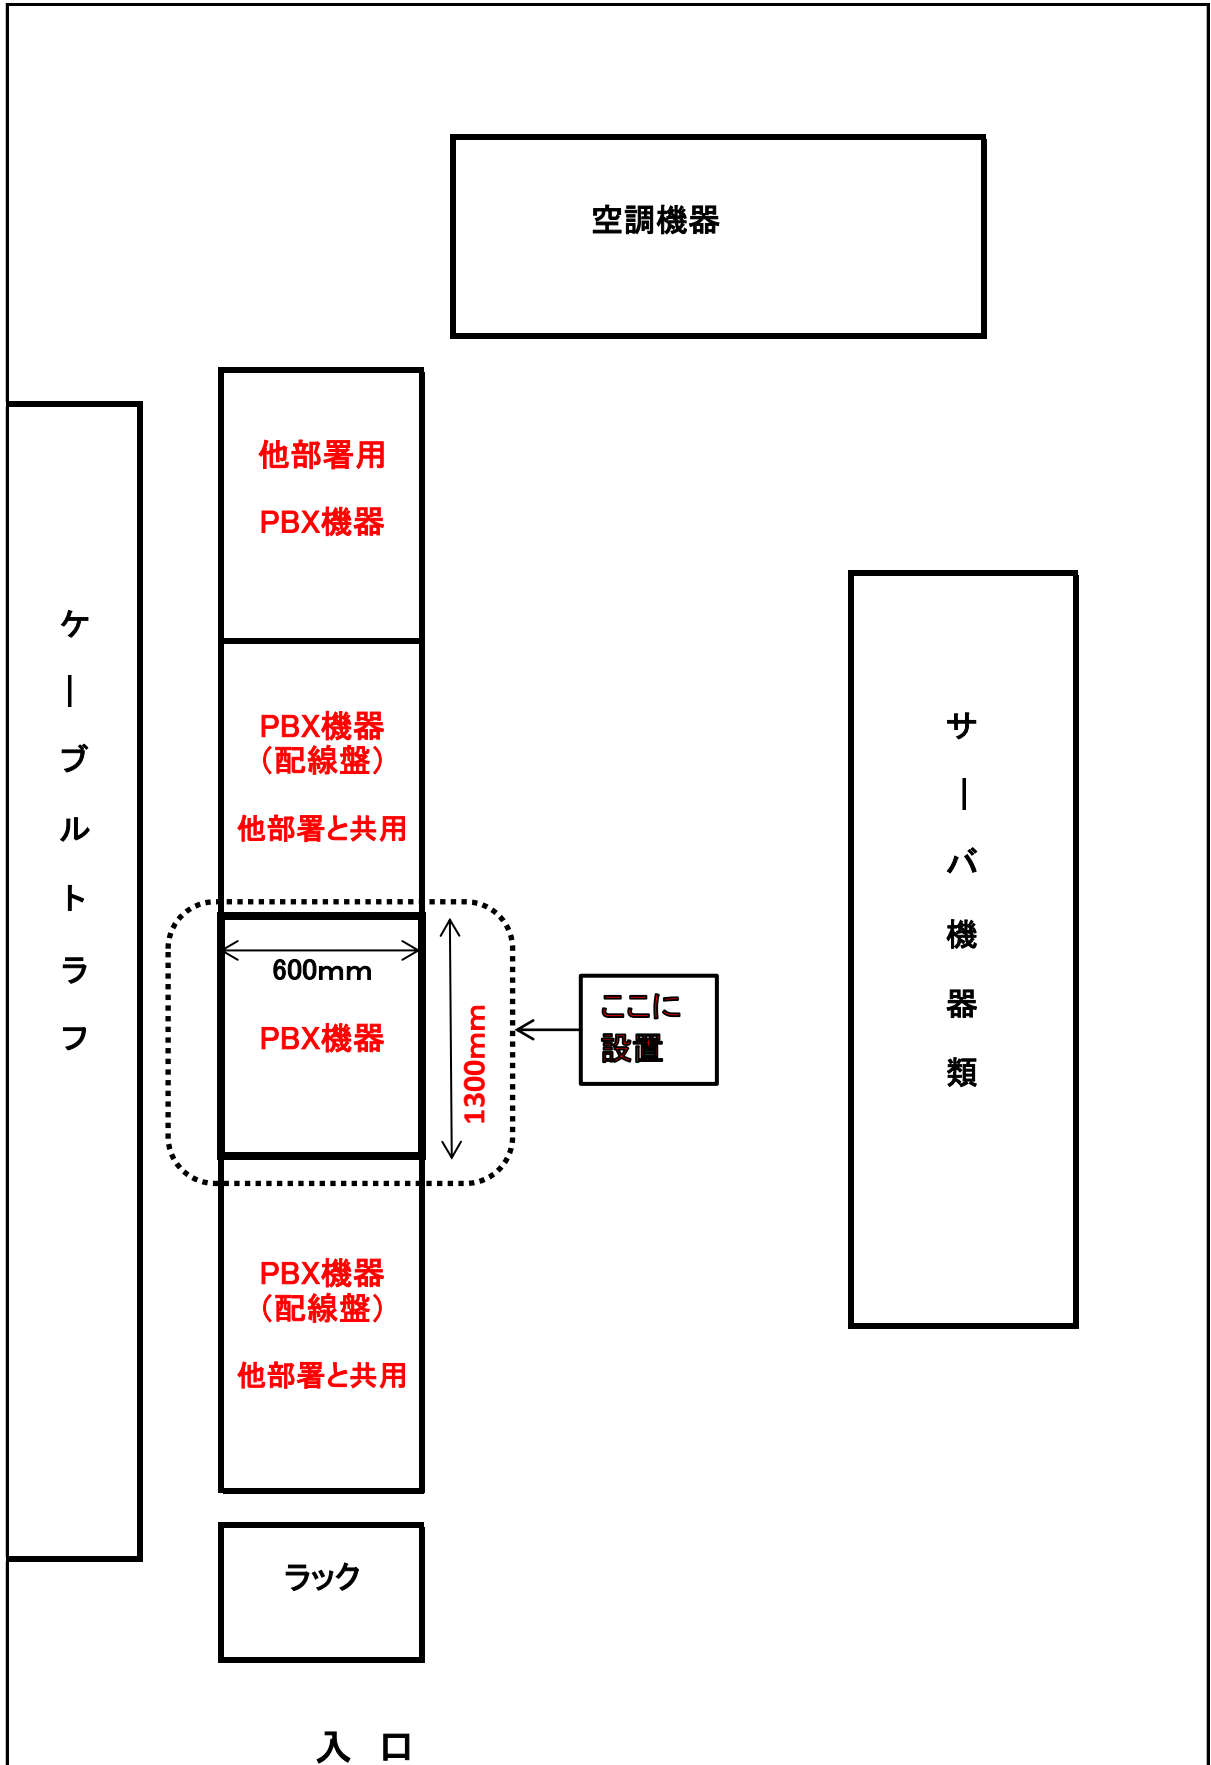 空調機器
他部署用
PBX機器
ケーブルトラフ
PBX機器
（配線盤）
他部署と共用
サーバ機器類
600mm
PBX機器
1300mm
ここに
設置
PBX機器
（配線盤）
他部署と共用
ラック
入口